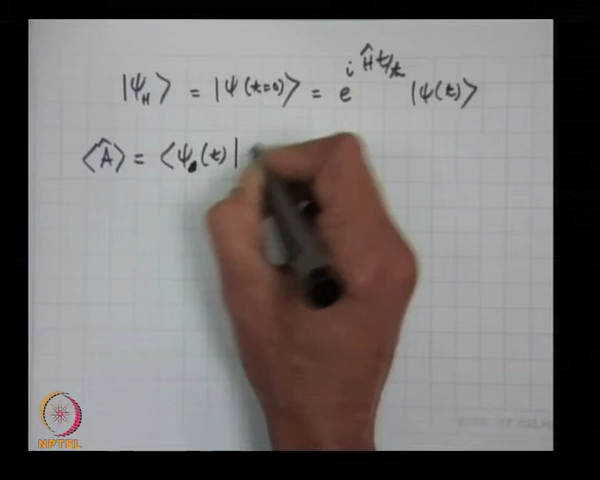 |ψ_H⟩ = |ψ(t=0)⟩ = e^{iĤt/ħ} |ψ(t)⟩
⟨Â⟩ = ⟨ψ(t)|
NPTEL